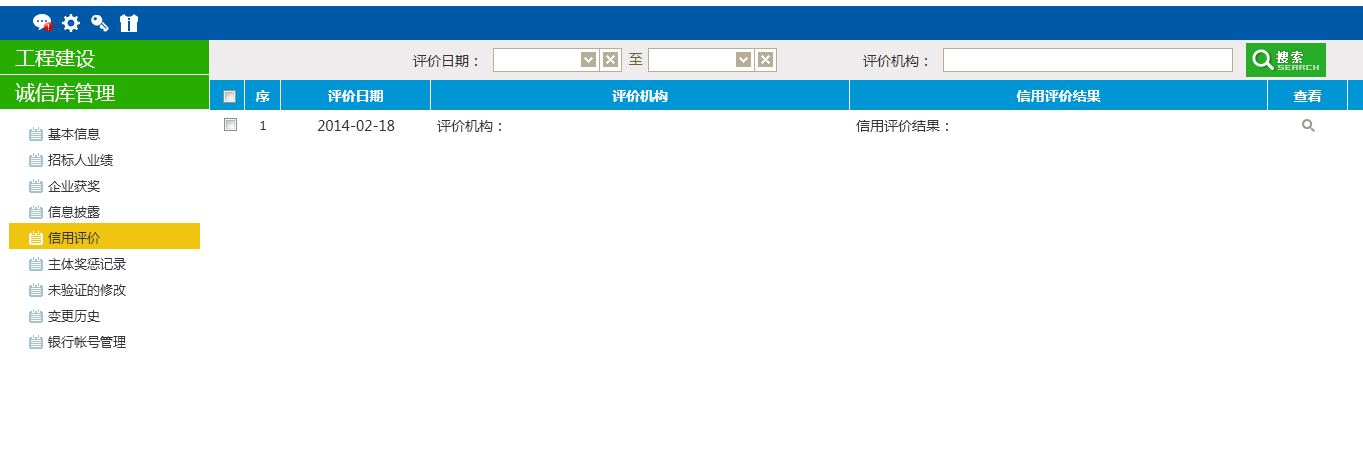 工程建设
诚信库管理
基本信息
招标人业绩
企业获奖
信息披露
信用评价
主体奖惩记录
未验证的修改
变更历史
银行帐号管理
评价日期： 至 评价机构： 搜索 SEARCH
序 评价日期 评价机构 信用评价结果 查看
1 2014-02-18 评价机构： 信用评价结果：